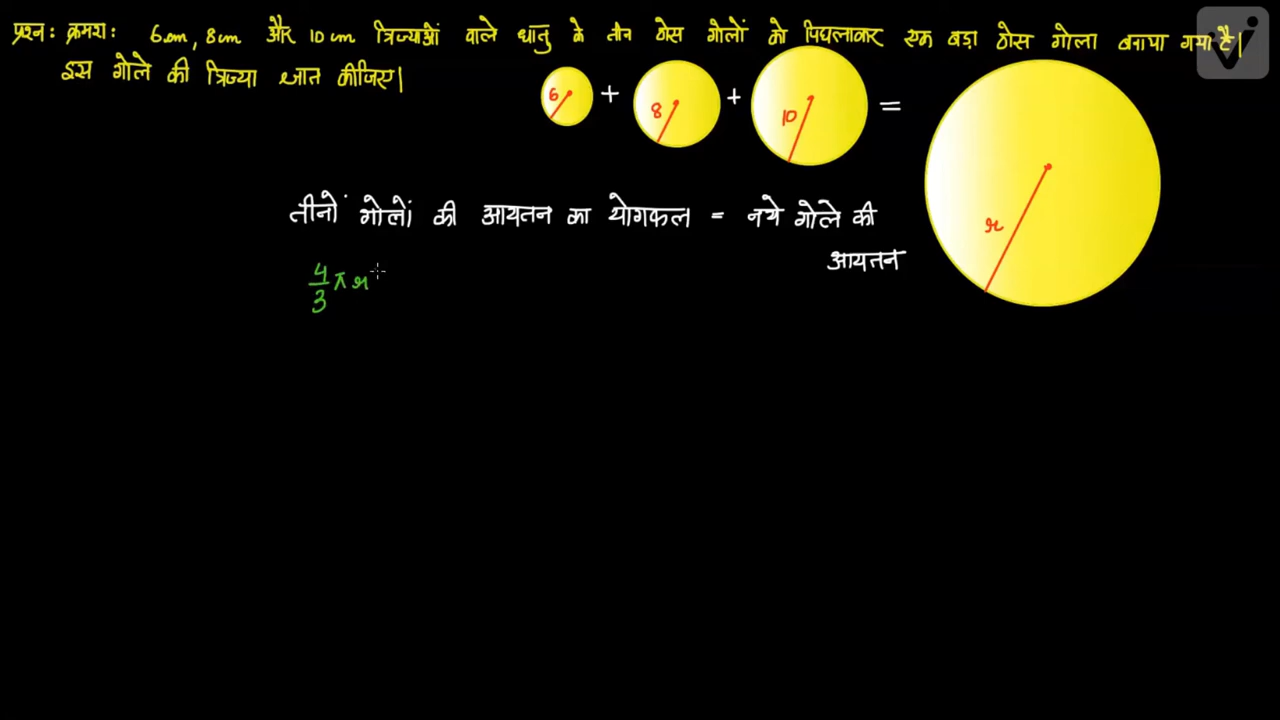 प्रश्न: क्रमश: 6cm, 8cm और 10cm त्रिज्याओं वाले धातु के तीन ठोस गोलों को पिघलाकर एक बड़ा ठोस गोला बनाया गया है।
इस गोले की त्रिज्या ज्ञात कीजिए।
6 + 8 + 10 =
r
तीनों गोलों की आयतन का योगफल = नये गोले की
आयतन
4/3 π r